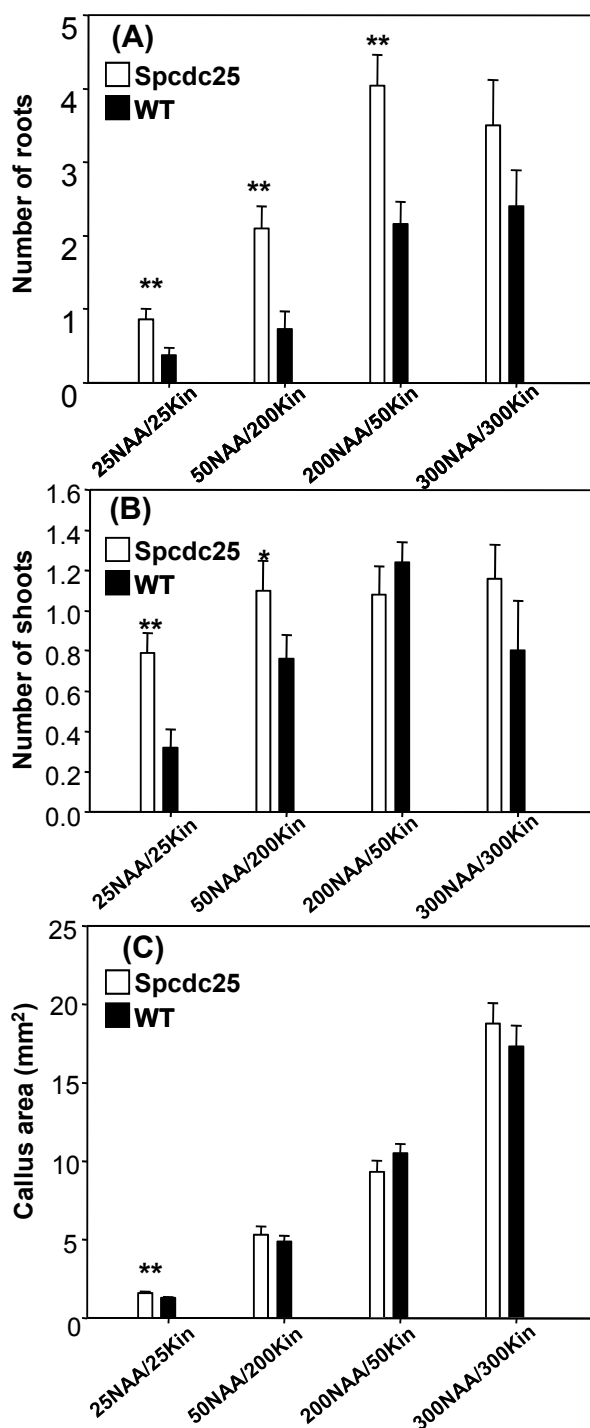 (A)
Spcdc25
WT
Number of roots
5
4
3
2
1
0
**
**
**
25NAA/25Kin
50NAA/200Kin
200NAA/50Kin
300NAA/300Kin
(B)
Spcdc25
WT
Number of shoots
1.6
1.4
1.2
0.8
0.6
0.4
0.2
0.0
**
*
25NAA/25Kin
50NAA/200Kin
200NAA/50Kin
300NAA/300Kin
(C)
Spcdc25
WT
Callus area (mm²)
25
20
15
10
5
0
**
25NAA/25Kin
50NAA/200Kin
200NAA/50Kin
300NAA/300Kin